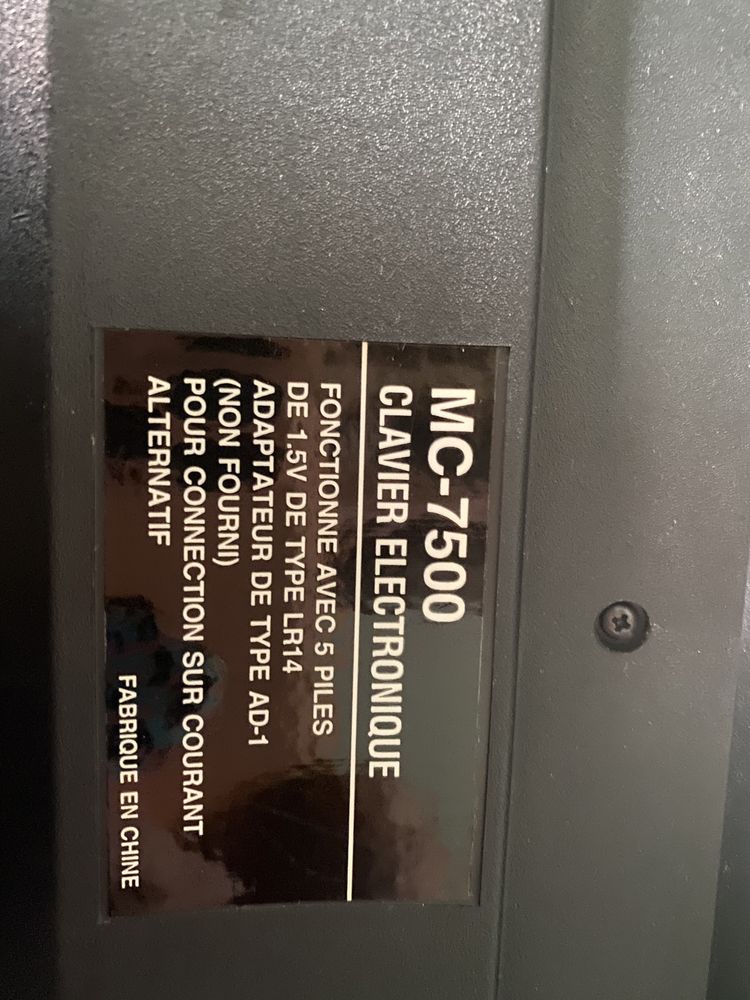 MC-7500
CLAVIER ELECTRONIQUE
FONCTIONNE AVEC 5 PILES
DE 1.5V DE TYPE LR14
ADAPTATEUR DE TYPE AD-1
(NON FOURNI)
POUR CONNECTION SUR COURANT
ALTERNATIF
FABRIQUE EN CHINE